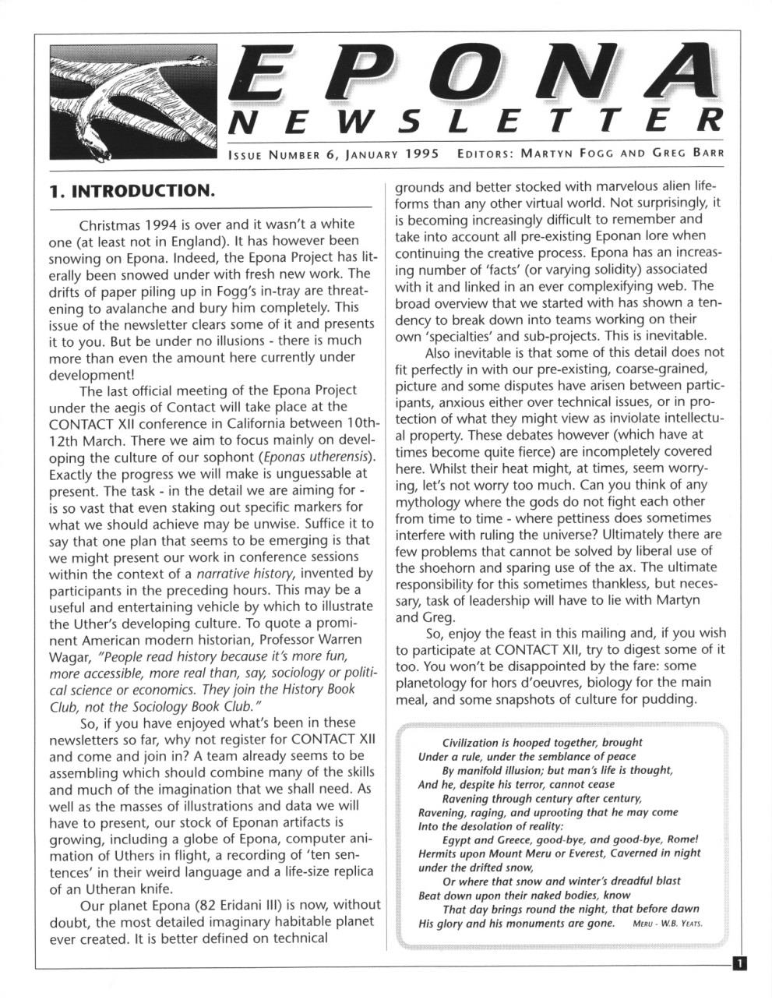 EPONA
NEWSLETTER
ISSUE NUMBER 6, JANUARY 1995 EDITORS: MARTYN FOGG AND GREG BARR
1. INTRODUCTION.
Christmas 1994 is over and it wasn't a white
one (at least not in England). It has however been
snowing on Epona. Indeed, the Epona Project has lit-
erally been snowed under with fresh new work. The
drifts of paper piling up in Fogg's in-tray are threat-
ening to avalanche and bury him completely. This
issue of the newsletter clears some of it and presents
it to you. But be under no illusions - there is much
more than even the amount here currently under
development!
The last official meeting of the Epona Project
under the aegis of Contact will take place at the
CONTACT XII conference in California between 10th-
12th March. There we aim to focus mainly on devel-
oping the culture of our sophont (Eponas utherensis).
Exactly the progress we will make is unguessable at
present. The task - in the detail we are aiming for -
is so vast that even staking out specific markers for
what we should achieve may be unwise. Suffice it to
say that one plan that seems to be emerging is that
we might present our work in conference sessions
within the context of a narrative history, invented by
participants in the preceding hours. This may be a
useful and entertaining vehicle by which to illustrate
the Uther's developing culture. To quote a promi-
nent American modern historian, Professor Warren
Wagar, "People read history because it's more fun,
more accessible, more real than, say, sociology or politi-
cal science or economics. They join the History Book
Club, not the Sociology Book Club."
So, if you have enjoyed what's been in these
newsletters so far, why not register for CONTACT XII
and come and join in? A team already seems to be
assembling which should combine many of the skills
and much of the imagination that we shall need. As
well as the masses of illustrations and data we will
have to present, our stock of Eponan artifacts is
growing, including a globe of Epona, computer ani-
mation of Uthers in flight, a recording of 'ten sen-
tences' in their weird language and a life-size replica
of an Utheran knife.
Our planet Epona (82 Eridani III) is now, without
doubt, the most detailed imaginary habitable planet
ever created. It is better defined on technical
grounds and better stocked with marvelous alien life-
forms than any other virtual world. Not surprisingly, it
is becoming increasingly difficult to remember and
take into account all pre-existing Eponan lore when
continuing the creative process. Epona has an increas-
ing number of 'facts' (or varying solidity) associated
with it and linked in an ever complexifying web. The
broad overview that we started with has shown a ten-
dency to break down into teams working on their
own 'specialties' and sub-projects. This is inevitable.
Also inevitable is that some of this detail does not
fit perfectly in with our pre-existing, coarse-grained,
picture and some disputes have arisen between partic-
ipants, anxious either over technical issues, or in pro-
tection of what they might view as inviolate intellectu-
al property. These debates however (which have at
times become quite fierce) are incompletely covered
here. Whilst their heat might, at times, seem worry-
ing, let's not worry too much. Can you think of any
mythology where the gods do not fight each other
from time to time - where pettiness does sometimes
interfere with ruling the universe? Ultimately there are
few problems that cannot be solved by liberal use of
the shoehorn and sparing use of the ax. The ultimate
responsibility for this sometimes thankless, but neces-
sary, task of leadership will have to lie with Martyn
and Greg.
So, enjoy the feast in this mailing and, if you wish
to participate at CONTACT XII, try to digest some of it
too. You won't be disappointed by the fare: some
planetology for hors d'oeuvres, biology for the main
meal, and some snapshots of culture for pudding.
Civilization is hooped together, brought
Under a rule, under the semblance of peace
By manifold illusion; but man's life is thought,
And he, despite his terror, cannot cease
Ravening through century after century,
Ravening, raging, and uprooting that he may come
Into the desolation of reality:
Egypt and Greece, good-bye, and good-bye, Rome!
Hermits upon Mount Meru or Everest, Caverned in night
under the drifted snow,
Or where that snow and winter's dreadful blast
Beat down upon their naked bodies, know
That day brings round the night, that before dawn
His glory and his monuments are gone. MERU - W.B. YEATS.
1